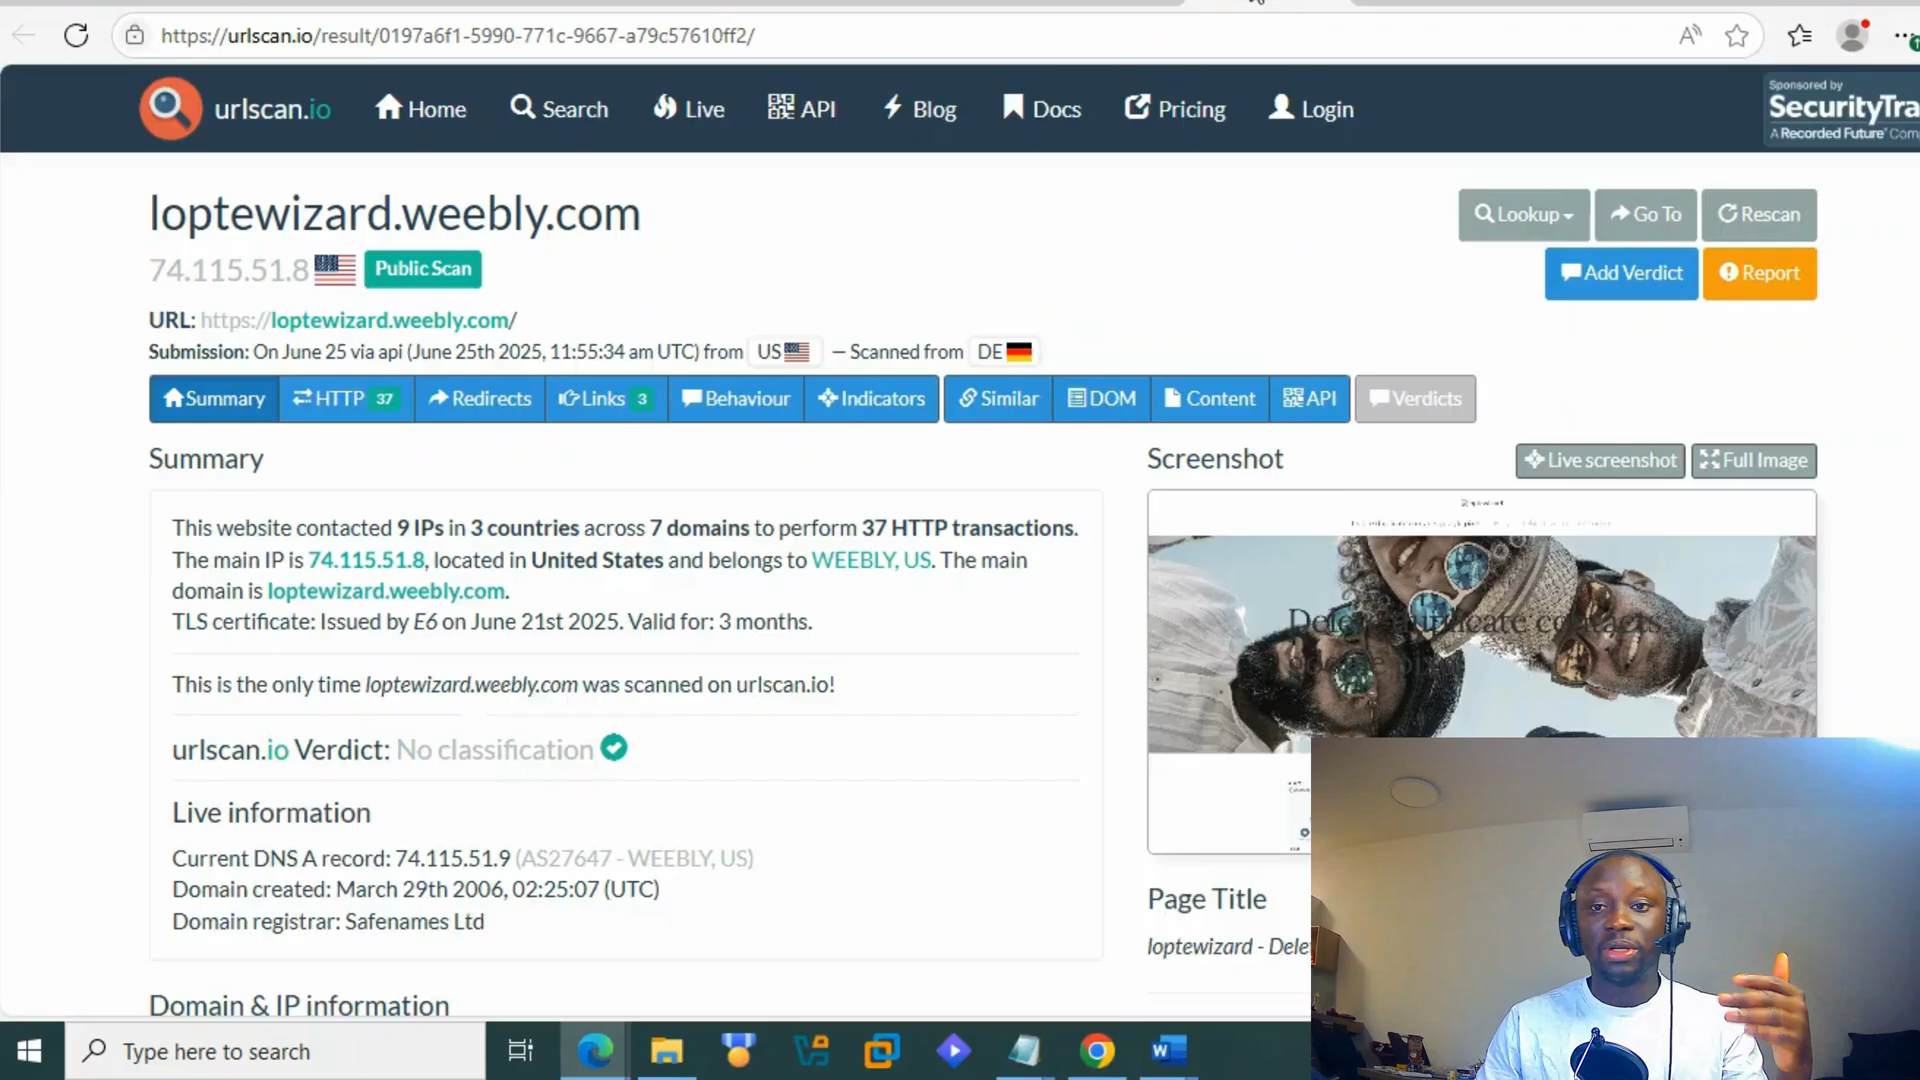 https://urlscan.io/result/0197a6f1-5990-771c-9667-a79c57610ff2/
urlscan.io Home Search Live API Blog Docs Pricing Login
Sponsored by
SecurityTra
A Recorded Future Com
loptewizard.weebly.com
Lookup Go To Rescan
74.115.51.8 Public Scan
Add Verdict Report
URL: https://loptewizard.weebly.com/
Submission: On June 25 via api (June 25th 2025, 11:55:34 am UTC) from US — Scanned from DE
Summary HTTP 37 Redirects Links 3 Behaviour Indicators Similar DOM Content API Verdicts
Summary
This website contacted 9 IPs in 3 countries across 7 domains to perform 37 HTTP transactions.
The main IP is 74.115.51.8, located in United States and belongs to WEEBLY, US. The main
domain is loptewizard.weebly.com.
TLS certificate: Issued by E6 on June 21st 2025. Valid for: 3 months.
This is the only time loptewizard.weebly.com was scanned on urlscan.io!
urlscan.io Verdict: No classification
Live information
Current DNS A record: 74.115.51.9 (AS27647 - WEEBLY, US)
Domain created: March 29th 2006, 02:25:07 (UTC)
Domain registrar: Safenames Ltd
Domain & IP information
Screenshot Live screenshot Full Image
Delete duplicate contacts
Page Title
loptewizard - Dele
Type here to search